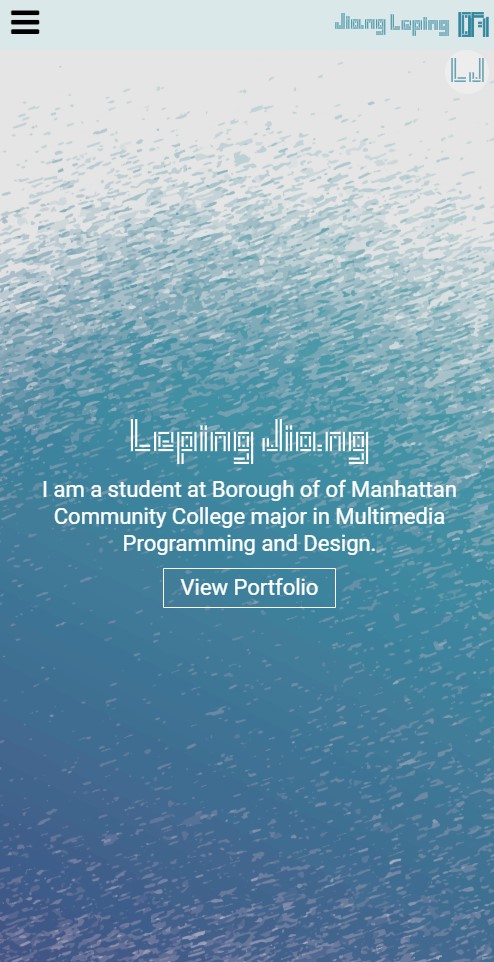 Jiang Leping
LJ
Leping Jiang
I am a student at Borough of of Manhattan
Community College major in Multimedia
Programming and Design.
View Portfolio